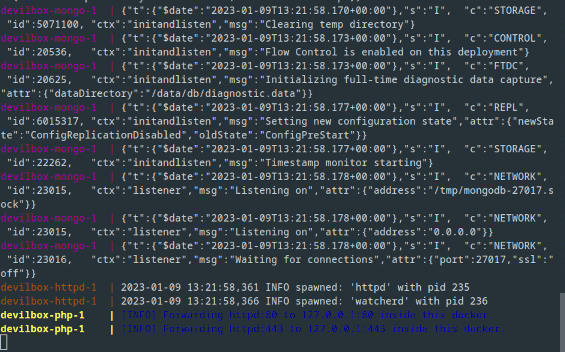 devilbox-mongo-1  | {"t":{"$date":"2023-01-09T13:21:58.170+00:00"},"s":"I",  "c":"STORAGE",
 "id":5071100, "ctx":"initandlisten","msg":"Clearing temp directory"}
devilbox-mongo-1  | {"t":{"$date":"2023-01-09T13:21:58.173+00:00"},"s":"I",  "c":"CONTROL",
 "id":20536,   "ctx":"initandlisten","msg":"Flow Control is enabled on this deployment"}
devilbox-mongo-1  | {"t":{"$date":"2023-01-09T13:21:58.176+00:00"},"s":"I",  "c":"FTDC",
 "id":20625,   "ctx":"initandlisten","msg":"Initializing full-time diagnostic data capture",
"attr":{"dataDirectory":"/data/db/diagnostic.data"}}
devilbox-mongo-1  | {"t":{"$date":"2023-01-09T13:21:58.177+00:00"},"s":"I",  "c":"REPL",
 "id":6015317, "ctx":"initandlisten","msg":"Setting new configuration state","attr":{"newSta
te":"ConfigReplicationDisabled","oldState":"ConfigPreStart"}}
devilbox-mongo-1  | {"t":{"$date":"2023-01-09T13:21:58.177+00:00"},"s":"I",  "c":"STORAGE",
 "id":22262,   "ctx":"initandlisten","msg":"Timestamp monitor starting"}
devilbox-mongo-1  | {"t":{"$date":"2023-01-09T13:21:58.178+00:00"},"s":"I",  "c":"NETWORK",
 "id":23015,   "ctx":"listener","msg":"Listening on","attr":{"address":"/tmp/mongodb-27017.s
ock"}}
devilbox-mongo-1  | {"t":{"$date":"2023-01-09T13:21:58.178+00:00"},"s":"I",  "c":"NETWORK",
 "id":23015,   "ctx":"listener","msg":"Listening on","attr":{"address":"0.0.0.0"}}
devilbox-mongo-1  | {"t":{"$date":"2023-01-09T13:21:58.178+00:00"},"s":"I",  "c":"NETWORK",
 "id":23016,   "ctx":"listener","msg":"Waiting for connections","attr":{"port":27017,"ssl":"
off"}}
devilbox-httpd-1  | 2023-01-09 13:21:58,361 INFO spawned: 'httpd' with pid 235
devilbox-httpd-1  | 2023-01-09 13:21:58,366 INFO spawned: 'watcherd' with pid 236
devilbox-php-1    | [INFO] Forwarding httpd:80 to 127.0.0.1:80 inside this docker
devilbox-php-1    | [INFO] Forwarding httpd:443 to 127.0.0.1:443 inside this docker